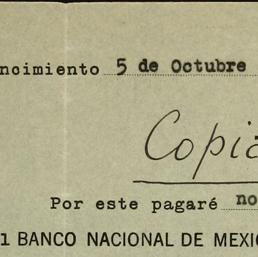 ncimiento 5 de Octubre
Copia
Por este pagaré no
l BANCO NACIONAL DE MEXIC